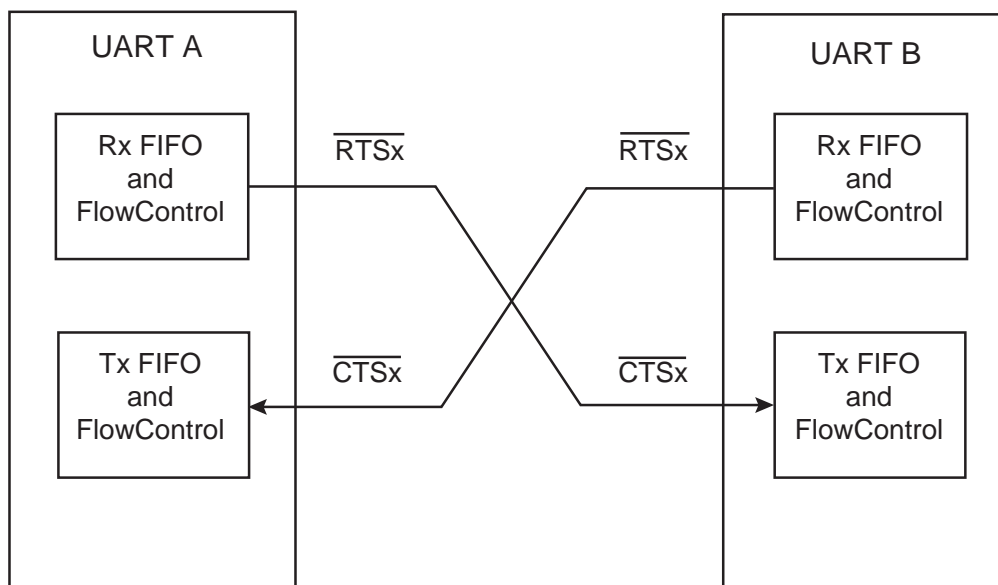 UART A
UART B
Rx FIFO
and
FlowControl
RTSx
RTSx
Rx FIFO
and
FlowControl
Tx FIFO
and
FlowControl
CTSx
CTSx
Tx FIFO
and
FlowControl